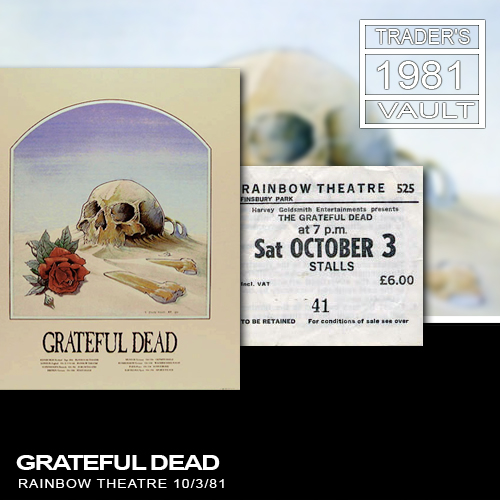 TRADER'S
1981
VAULT
RAINBOW THEATRE 525
FINSBURY PARK
Harvey Goldsmith Entertainments presents
THE GRATEFUL DEAD
at 7 p.m.
Sat OCTOBER 3
STALLS
£6.00
incl. VAT
41
TO BE RETAINED For conditions of sale see over
GRATEFUL DEAD
GRATEFUL DEAD
RAINBOW THEATRE 10/3/81